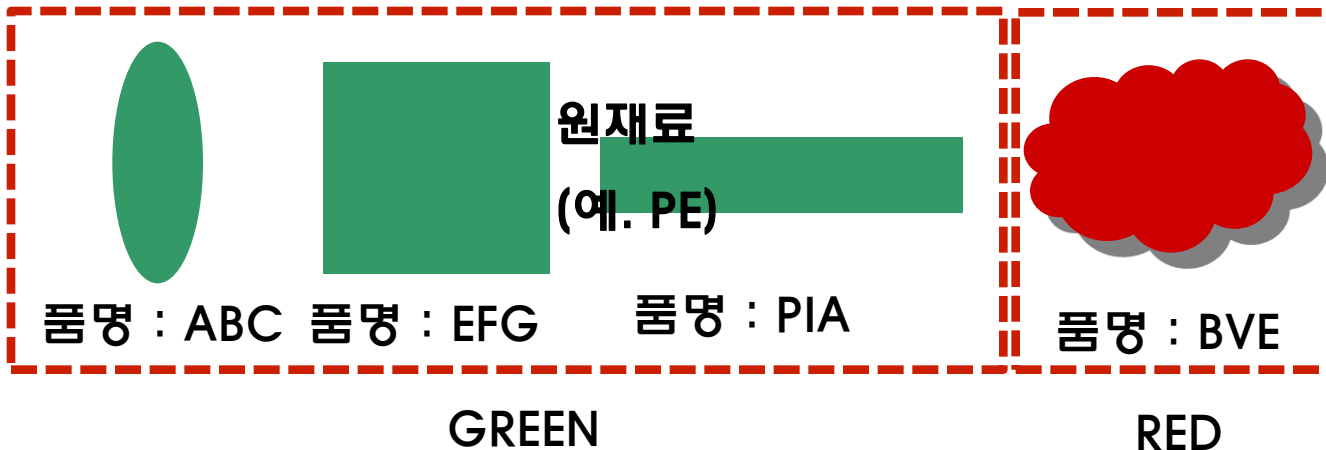 원재료
(예. PE)
품명 : ABC
품명 : EFG
품명 : PIA
품명 : BVE
GREEN
RED